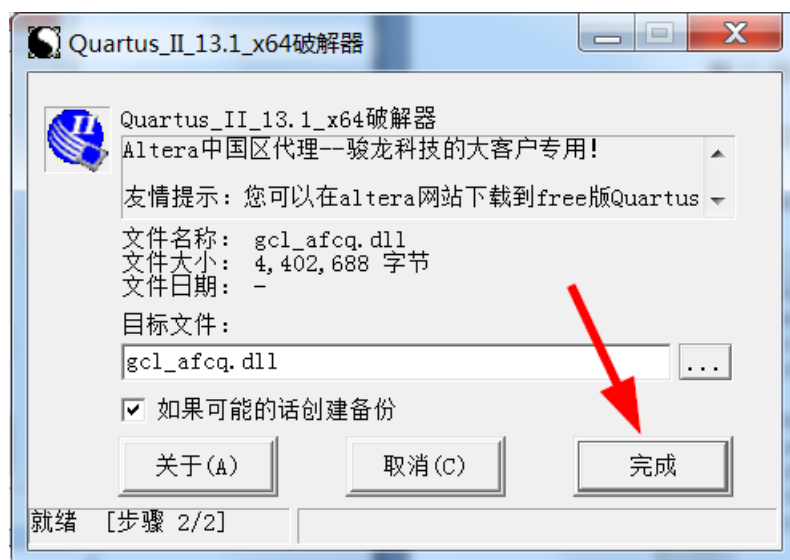 Quartus_II_13.1_x64破解器
Quartus_II_13.1_x64破解器
Altera中国区代理--骏龙科技的大客户专用!
友情提示: 您可以在altera网站下载到free版Quartus
文件名称: gcl_afcq.dll
文件大小: 4,402,688 字节
文件日期: -
目标文件:
gcl_afcq.dll
...
如果可能的话创建备份
关于(A) 取消(C) 完成
就绪 [步骤 2/2]